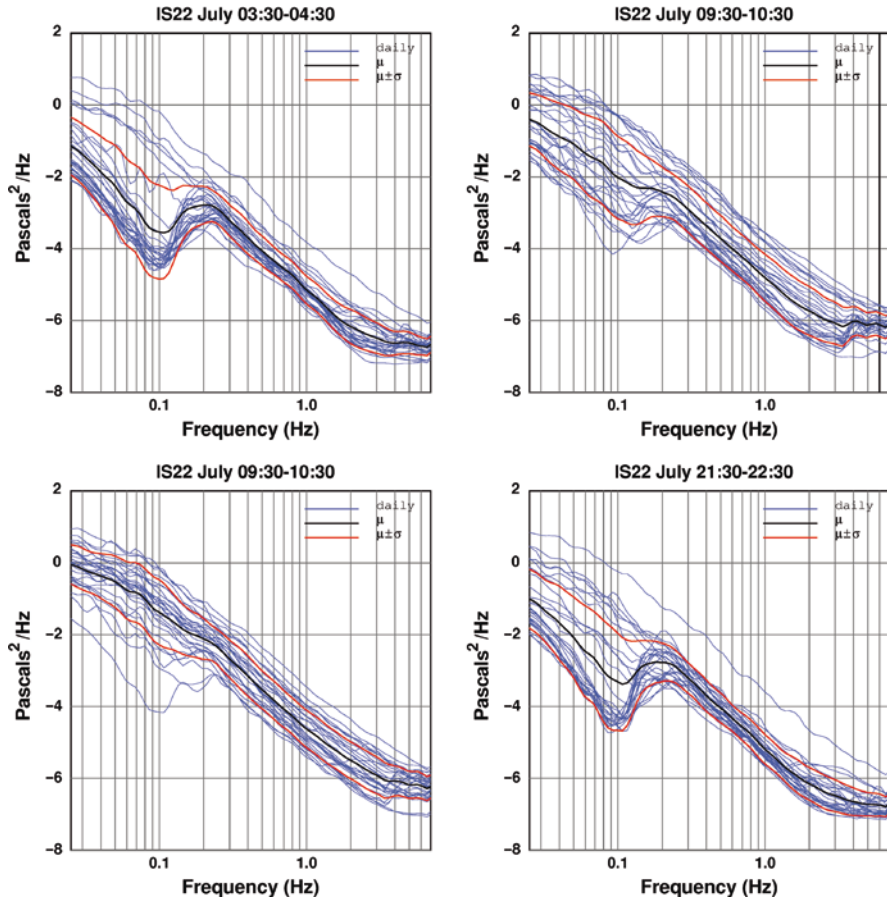 IS22 July 03:30-04:30
2
0
−2
−4
−6
−8
Pascals²/Hz
daily
μ
μ±σ
0.1 1.0
Frequency (Hz)
IS22 July 09:30-10:30
2
0
−2
−4
−6
−8
Pascals²/Hz
daily
μ
μ±σ
0.1 1.0
Frequency (Hz)
IS22 July 09:30-10:30
2
0
−2
−4
−6
−8
Pascals²/Hz
daily
μ
μ±σ
0.1 1.0
Frequency (Hz)
IS22 July 21:30-22:30
2
0
−2
−4
−6
−8
Pascals²/Hz
daily
μ
μ±σ
0.1 1.0
Frequency (Hz)